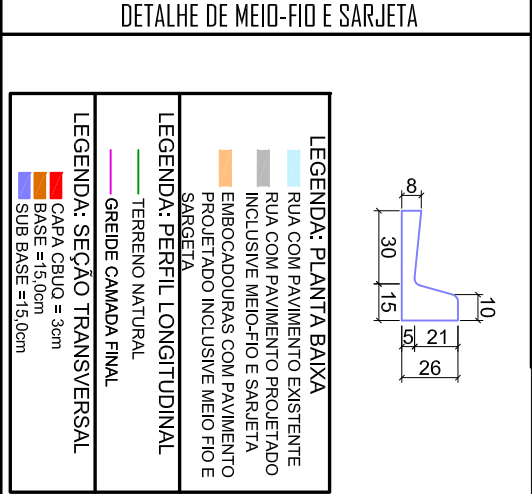 DETALHE DE MEIO-FIO E SARJETA
LEGENDA: PLANTA BAIXA
RUA COM PAVIMENTO EXISTENTE
RUA COM PAVIMENTO PROJETADO
INCLUSIVE MEIO-FIO E SARJETA
EMBOCADOURAS COM PAVIMENTO
PROJETADO INCLUSIVE MEIO FIO E
SARGETA
LEGENDA: PERFIL LONGITUDINAL
TERRENO NATURAL
GREIDE CAMADA FINAL
LEGENDA: SEÇÃO TRANSVERSAL
CAPA CBUQ = 3cm
BASE =15,0cm
SUB BASE =15,0cm
8
30
15
10
5 21
26